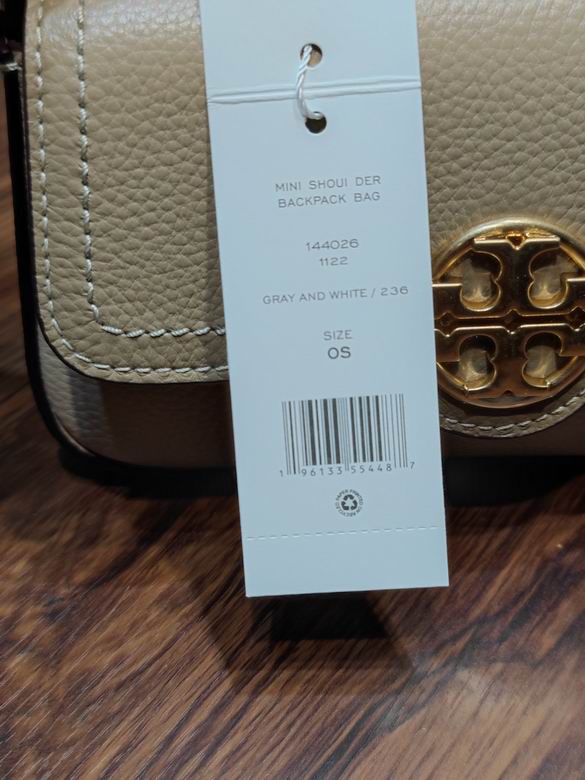 MINI SHOUI DER
BACKPACK BAG
144026
1122
GRAY AND WHITE / 236
SIZE
OS
1 96133 55448 7